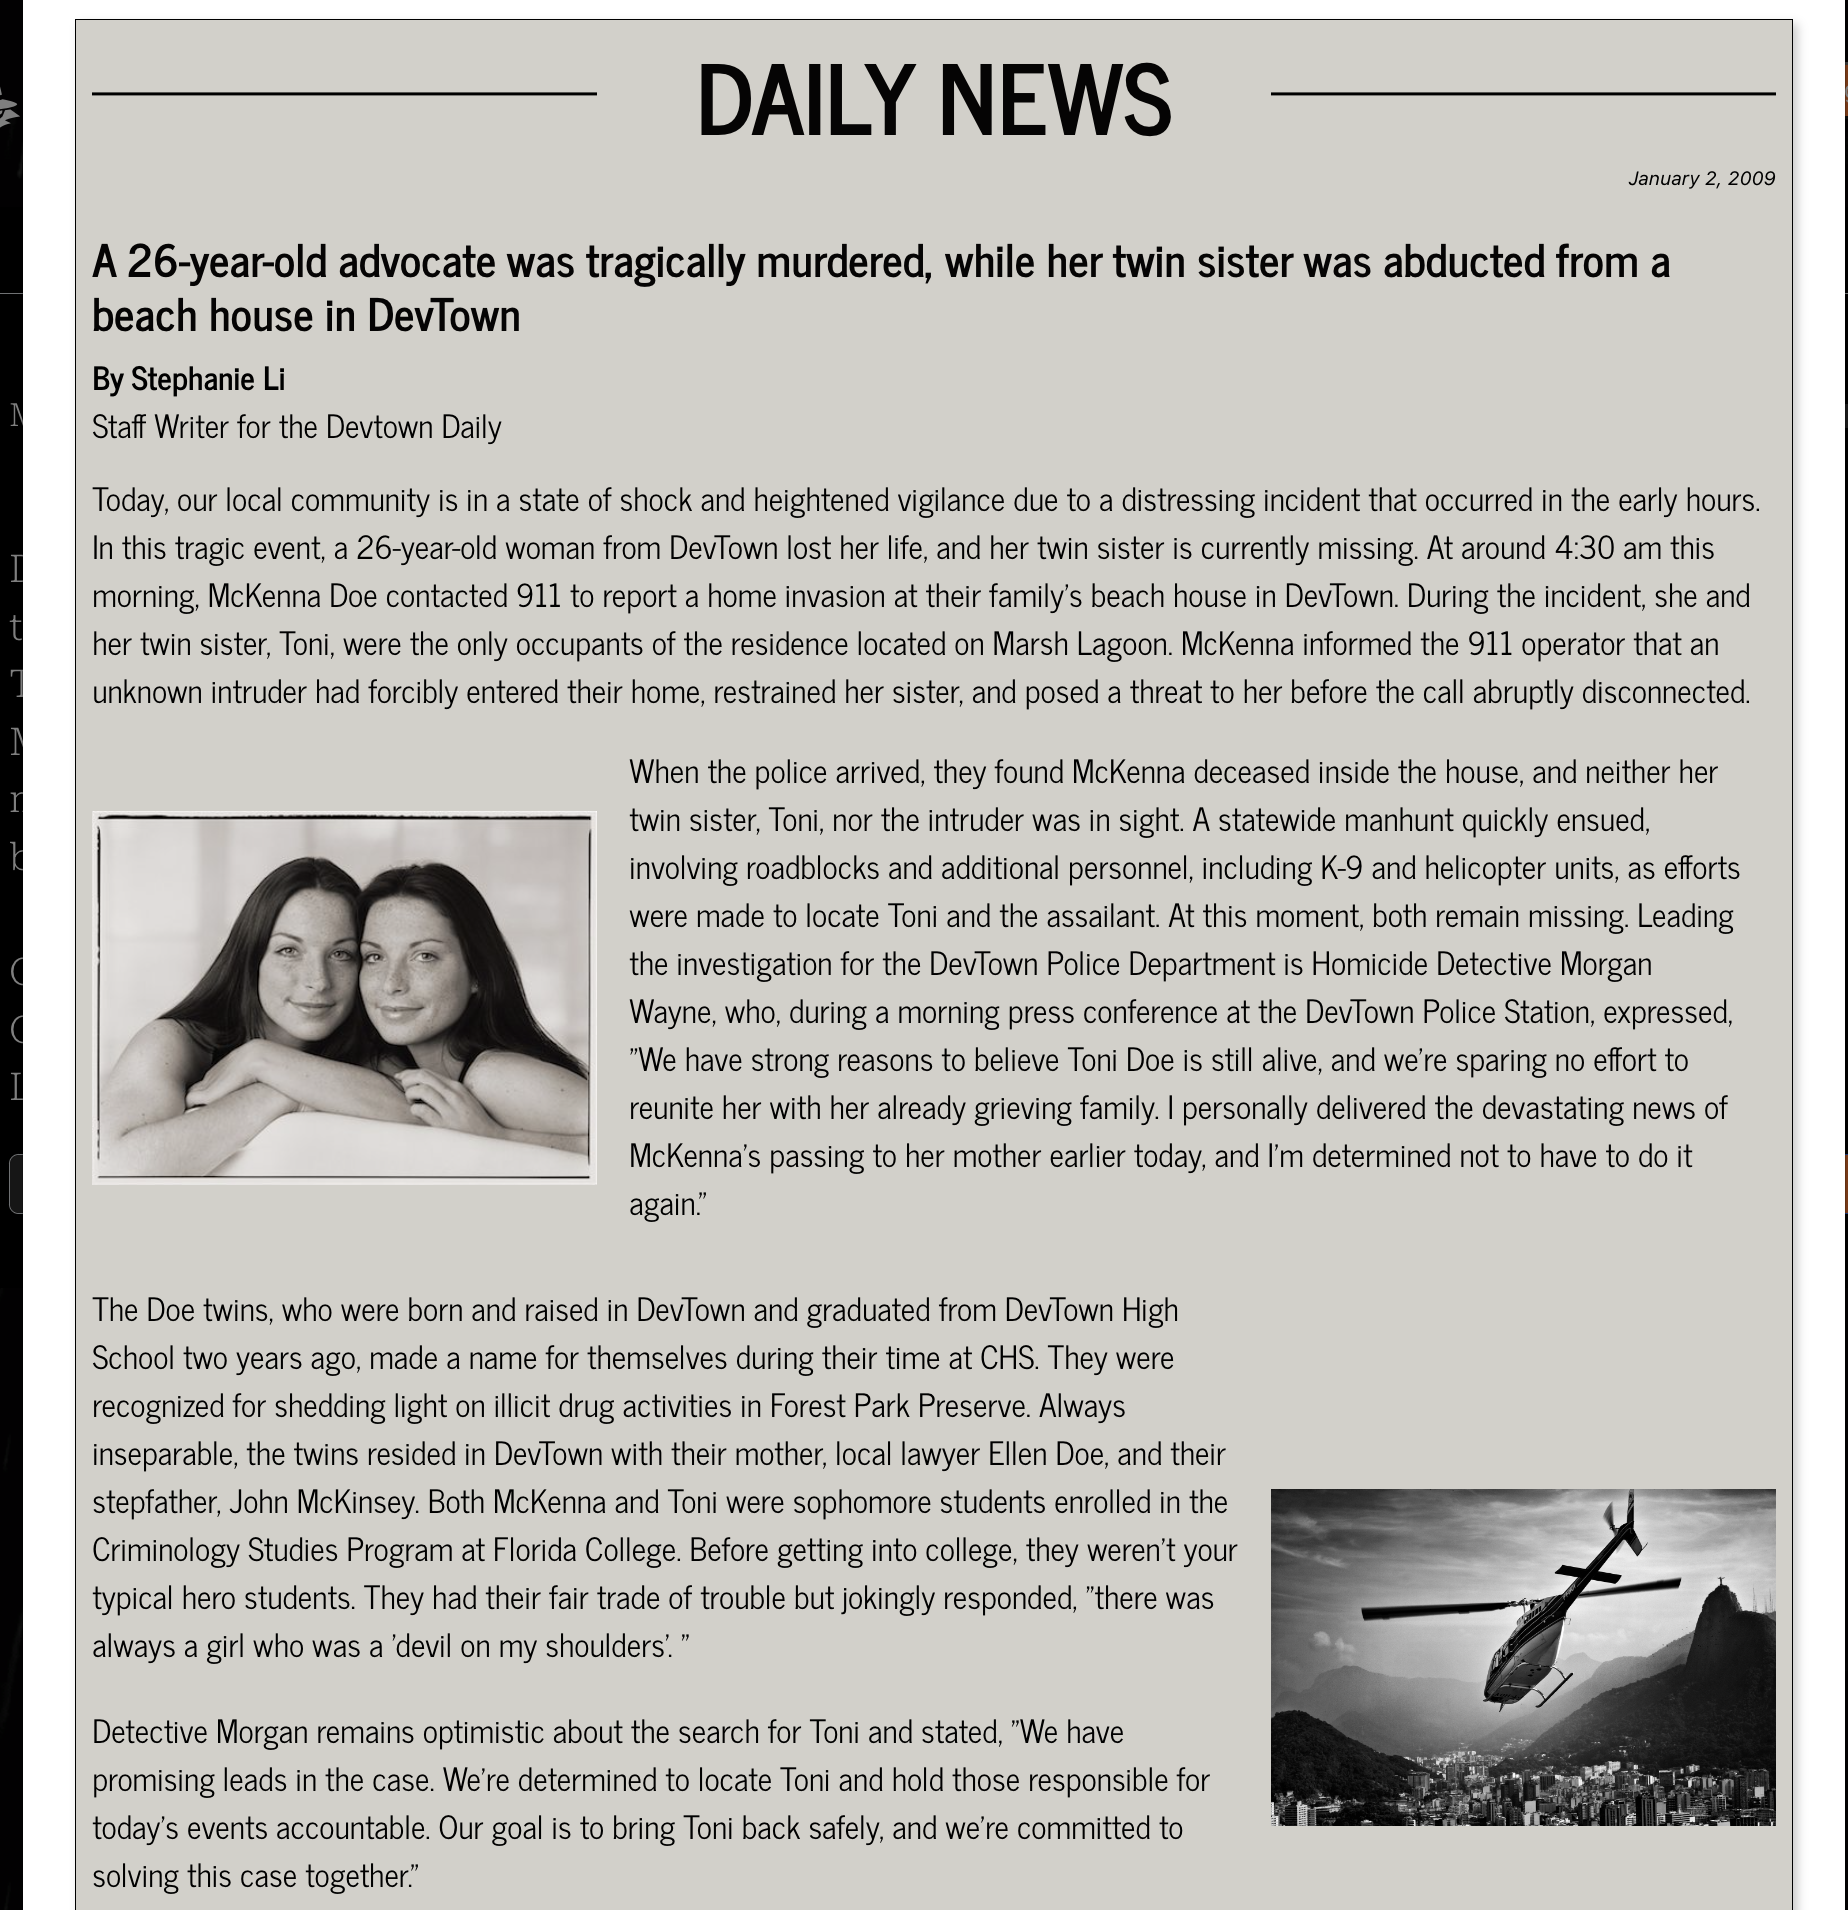 DAILY NEWS
January 2, 2009
A 26-year-old advocate was tragically murdered, while her twin sister was abducted from a
beach house in DevTown
By Stephanie Li
Staff Writer for the Devtown Daily
Today, our local community is in a state of shock and heightened vigilance due to a distressing incident that occurred in the early hours.
In this tragic event, a 26-year-old woman from DevTown lost her life, and her twin sister is currently missing. At around 4:30 am this
morning, McKenna Doe contacted 911 to report a home invasion at their family's beach house in DevTown. During the incident, she and
her twin sister, Toni, were the only occupants of the residence located on Marsh Lagoon. McKenna informed the 911 operator that an
unknown intruder had forcibly entered their home, restrained her sister, and posed a threat to her before the call abruptly disconnected.
When the police arrived, they found McKenna deceased inside the house, and neither her
twin sister, Toni, nor the intruder was in sight. A statewide manhunt quickly ensued,
involving roadblocks and additional personnel, including K-9 and helicopter units, as efforts
were made to locate Toni and the assailant. At this moment, both remain missing. Leading
the investigation for the DevTown Police Department is Homicide Detective Morgan
Wayne, who, during a morning press conference at the DevTown Police Station, expressed,
"We have strong reasons to believe Toni Doe is still alive, and we're sparing no effort to
reunite her with her already grieving family. I personally delivered the devastating news of
McKenna's passing to her mother earlier today, and I'm determined not to have to do it
again."
The Doe twins, who were born and raised in DevTown and graduated from DevTown High
School two years ago, made a name for themselves during their time at CHS. They were
recognized for shedding light on illicit drug activities in Forest Park Preserve. Always
inseparable, the twins resided in DevTown with their mother, local lawyer Ellen Doe, and their
stepfather, John McKinsey. Both McKenna and Toni were sophomore students enrolled in the
Criminology Studies Program at Florida College. Before getting into college, they weren't your
typical hero students. They had their fair trade of trouble but jokingly responded, "there was
always a girl who was a 'devil on my shoulders'. "
Detective Morgan remains optimistic about the search for Toni and stated, "We have
promising leads in the case. We're determined to locate Toni and hold those responsible for
today's events accountable. Our goal is to bring Toni back safely, and we're committed to
solving this case together."